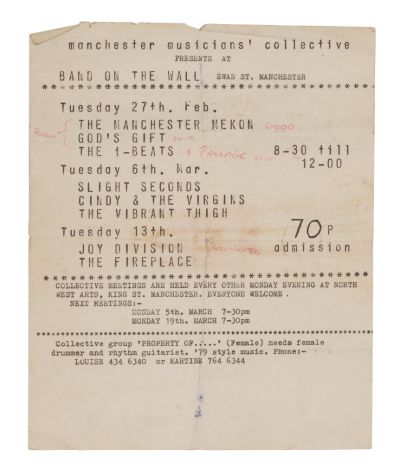 manchester musicians' collective
PRESENTS AT
BAND ON THE WALL SWAN ST. MANCHESTER
Tuesday 27th. Feb.
THE MANCHESTER MEKON GOOD
GOD'S GIFT
THE I-BEATS + PASSAGE 8-30 till
12-00
Tuesday 6th. Mar.
SLIGHT SECONDS
CINDY & THE VIRGINS
THE VIBRANT THIGH
Tuesday 13th. 70p
JOY DIVISION admission
THE FIREPLACE
COLLECTIVE MEETINGS ARE HELD EVERY OTHER MONDAY EVENING AT NORTH
WEST ARTS, KING ST. MANCHESTER. EVERYONE WELCOME .
NEXT MEETINGS:-
MONDAY 5th. MARCH 7-30pm
MONDAY 19th. MARCH 7-30pm
Collective group 'PROPERTY OF.....' (Female) needs female
drummer and rhythm guitarist. '79 style music. Phone:-
LOUISE 434 6340 or MARTINE 764 6344